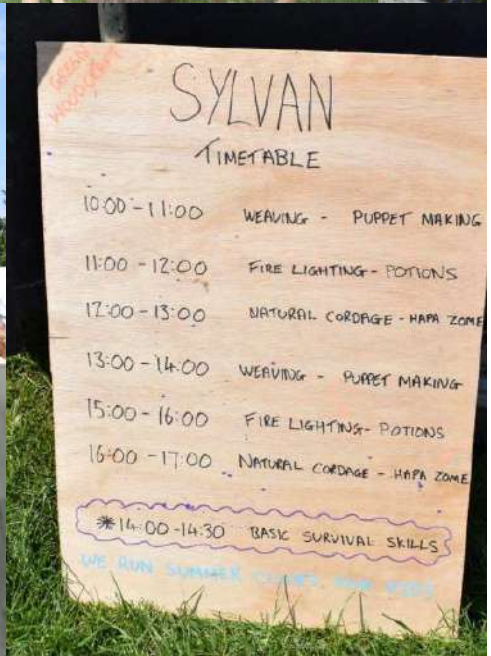 GREEN
WOODCRAFT
SYLVAN
TIMETABLE
10:00-11:00 WEAVING - PUPPET MAKING
11:00 - 12:00 FIRE LIGHTING - POTIONS
12:00 - 13:00 NATURAL CORDAGE - HAPA ZOME
13:00 - 14:00 WEAVING - PUPPET MAKING
15:00 - 16:00 FIRE LIGHTING - POTIONS
16:00 - 17:00 NATURAL CORDAGE - HAPA ZOME
*14:00 - 14:30 BASIC SURVIVAL SKILLS
WE RUN SUMMER